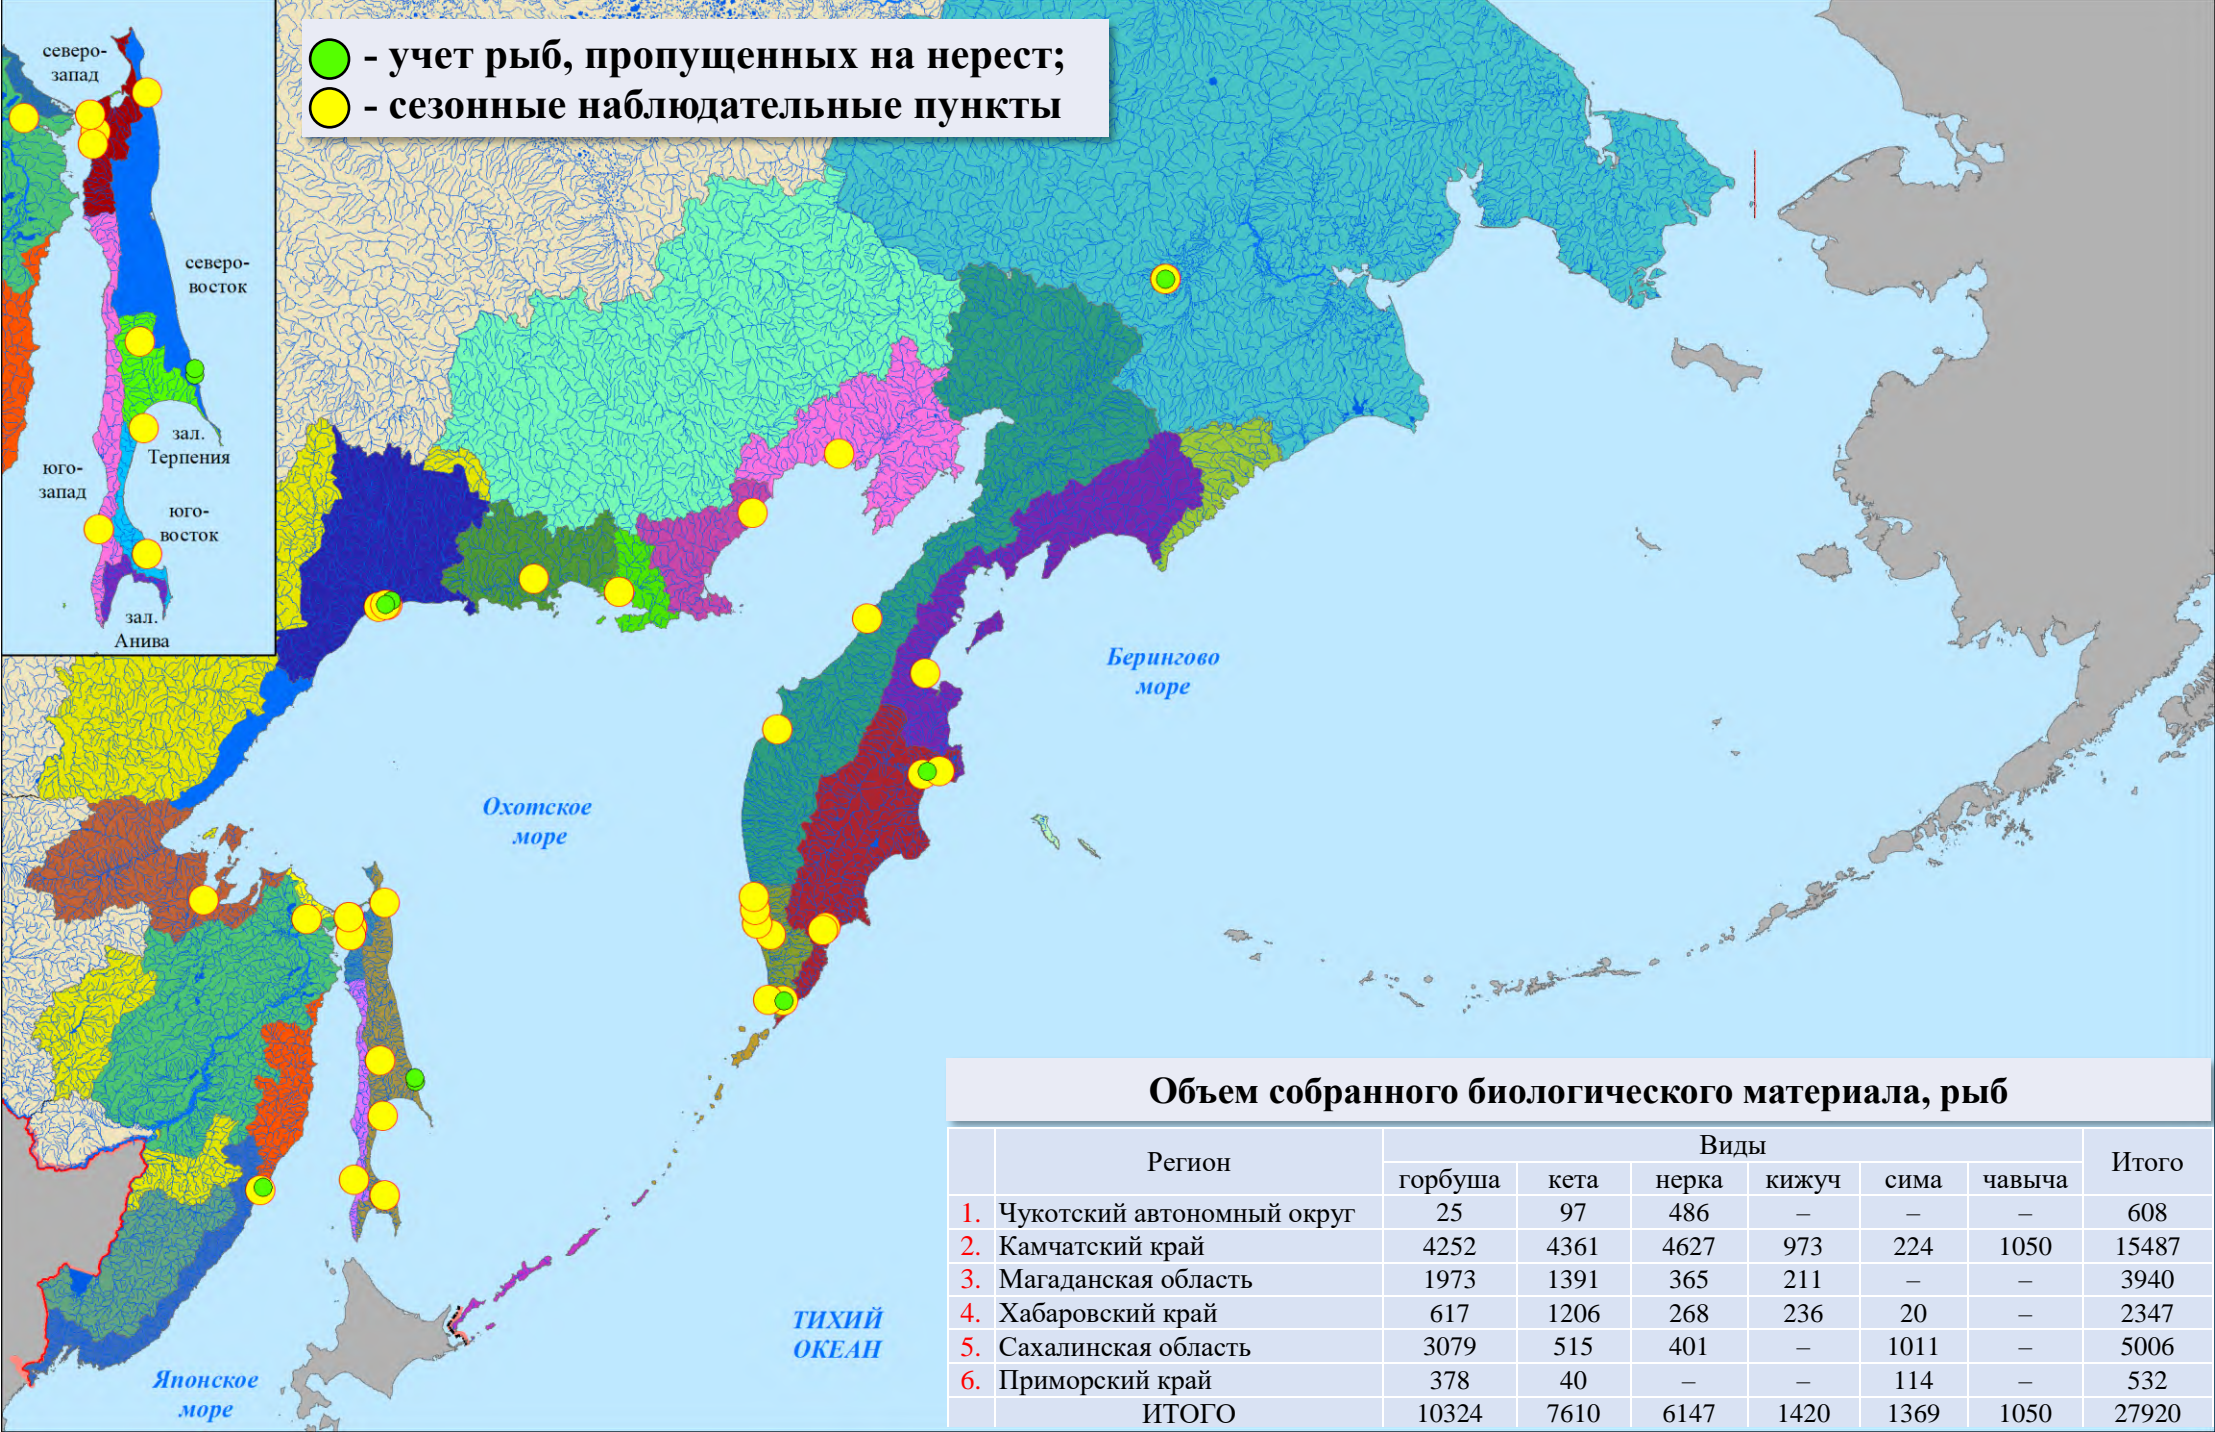 - учет рыб, пропущенных на нерест;
- сезонные наблюдательные пункты
северо-
запад
северо-
восток
зал.
Терпения
юго-
запад
юго-
восток
зал.
Анива
Берингово
море
Охотское
море
ТИХИЙ
ОКЕАН
Японское
море
Объем собранного биологического материала, рыб
Регион Виды Итого
горбуша кета нерка кижуч сима чавыча
1. Чукотский автономный округ 25 97 486 – – – 608
2. Камчатский край 4252 4361 4627 973 224 1050 15487
3. Магаданская область 1973 1391 365 211 – – 3940
4. Хабаровский край 617 1206 268 236 20 – 2347
5. Сахалинская область 3079 515 401 – 1011 – 5006
6. Приморский край 378 40 – – 114 – 532
ИТОГО 10324 7610 6147 1420 1369 1050 27920